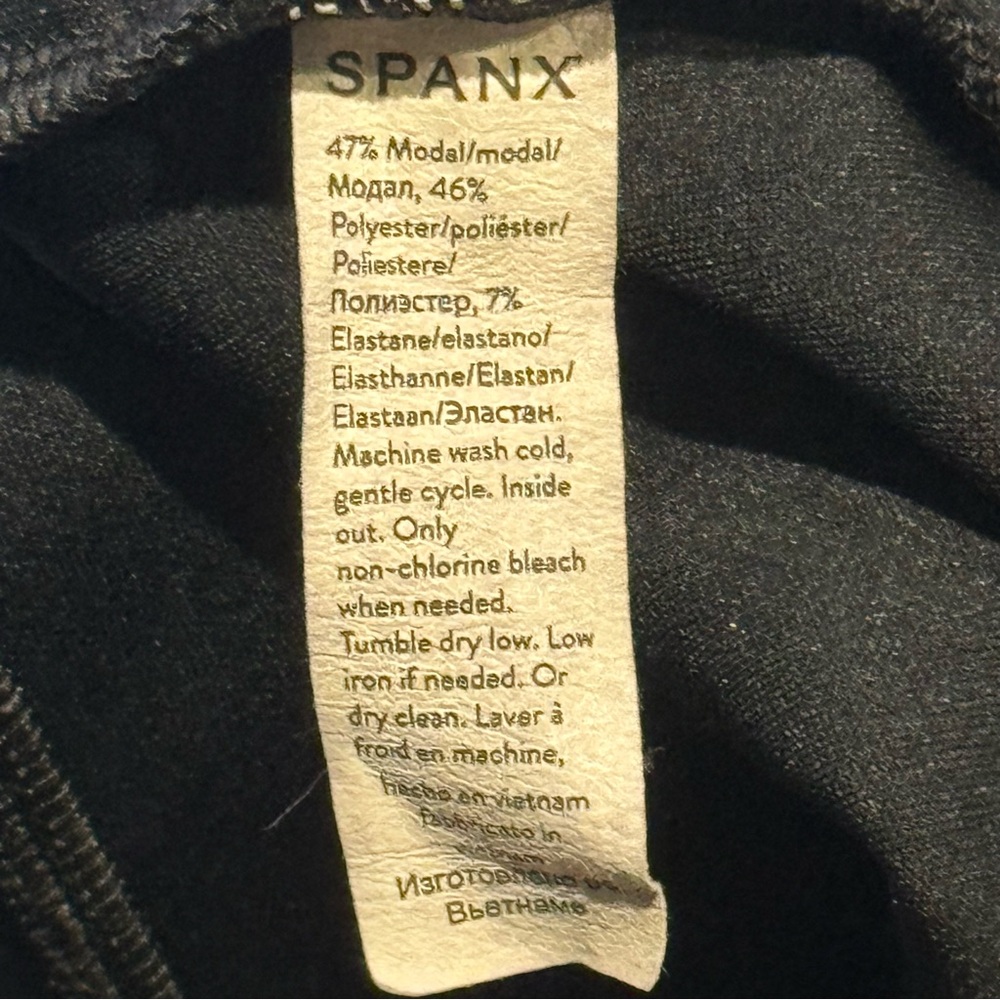 SPANX
47% Modal/modal/
Модал, 46%
Polyester/poliéster/
Poliestere/
Полиэстер, 7%
Elastane/elastano/
Elasthanne/Elastan/
Elastaan/Эластан.
Machine wash cold,
gentle cycle. Inside
out. Only
non-chlorine bleach
when needed.
Tumble dry low. Low
iron if needed. Or
dry clean. Laver à
froid en machine,
hecho en vietnam
fabricato in
Вьетнаме